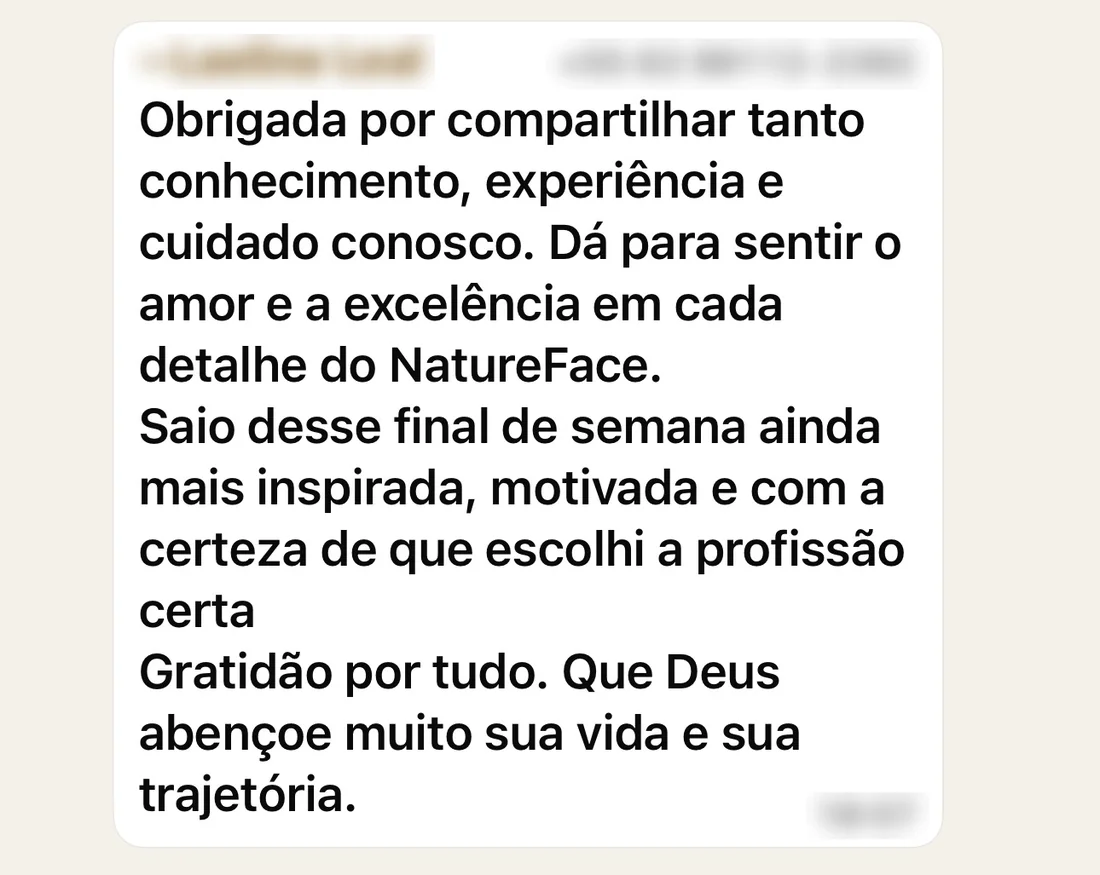 Obrigada por compartilhar tanto
conhecimento, experiência e
cuidado conosco. Dá para sentir o
amor e a excelência em cada
detalhe do NatureFace.
Saio desse final de semana ainda
mais inspirada, motivada e com a
certeza de que escolhi a profissão
certa
Gratidão por tudo. Que Deus
abençoe muito sua vida e sua
trajetória.